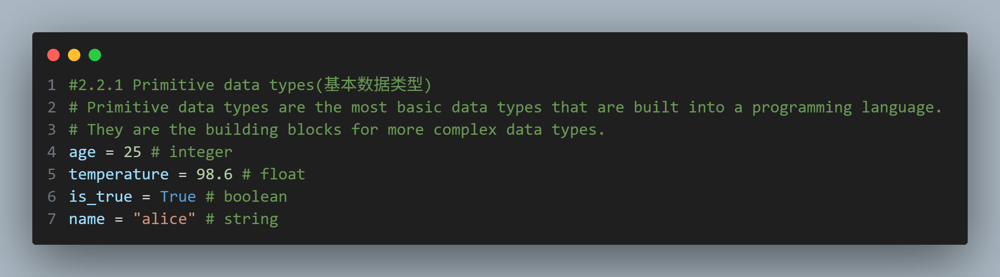 1 #2.2.1 Primitive data types(基本数据类型)
2 # Primitive data types are the most basic data types that are built into a programming language.
3 # They are the building blocks for more complex data types.
4 age = 25 # integer
5 temperature = 98.6 # float
6 is_true = True # boolean
7 name = "alice" # string